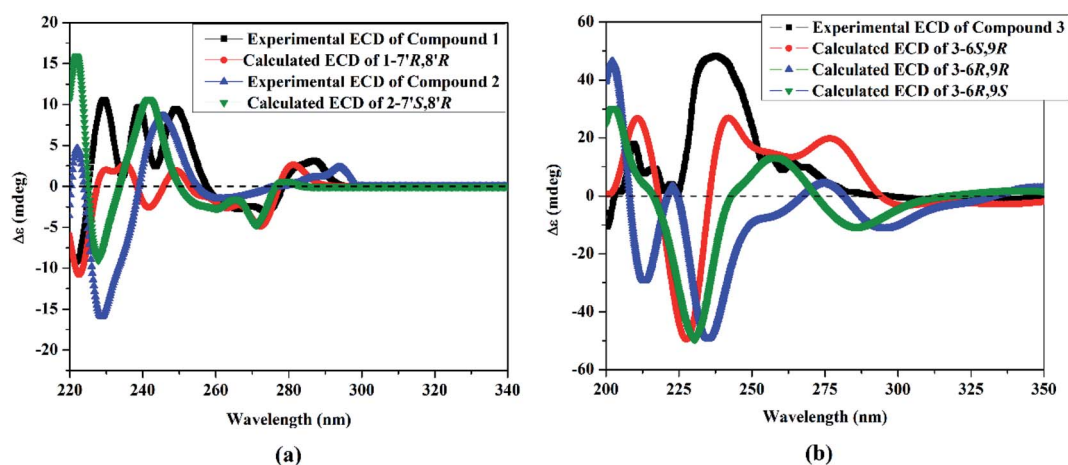 20
15
10
5
0
-5
-10
-15
-20
Δε (mdeg)
220 240 260 280 300 320 340
Wavelength (nm)
Experimental ECD of Compound 1
Calculated ECD of 1-7'R,8'R
Experimental ECD of Compound 2
Calculated ECD of 2-7'S,8'R
(a)
60
40
20
0
-20
-40
-60
Δε (mdeg)
200 225 250 275 300 325 350
Wavelength (nm)
Experimental ECD of Compound 3
Calculated ECD of 3-6S,9R
Calculated ECD of 3-6R,9R
Calculated ECD of 3-6R,9S
(b)